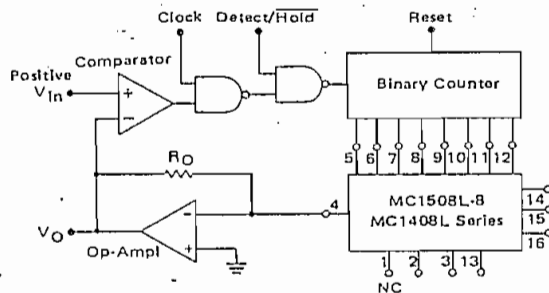 Clock
Detect/Hold
Reset
Comparator
Positive
Vin
+
−
Binary Counter
5 6 7 8 9 10 11 12
RO
4
MC1508L-8
MC1408L Series
14
15
16
VO
Op-Ampl
−
+
1 2 3 13
NC